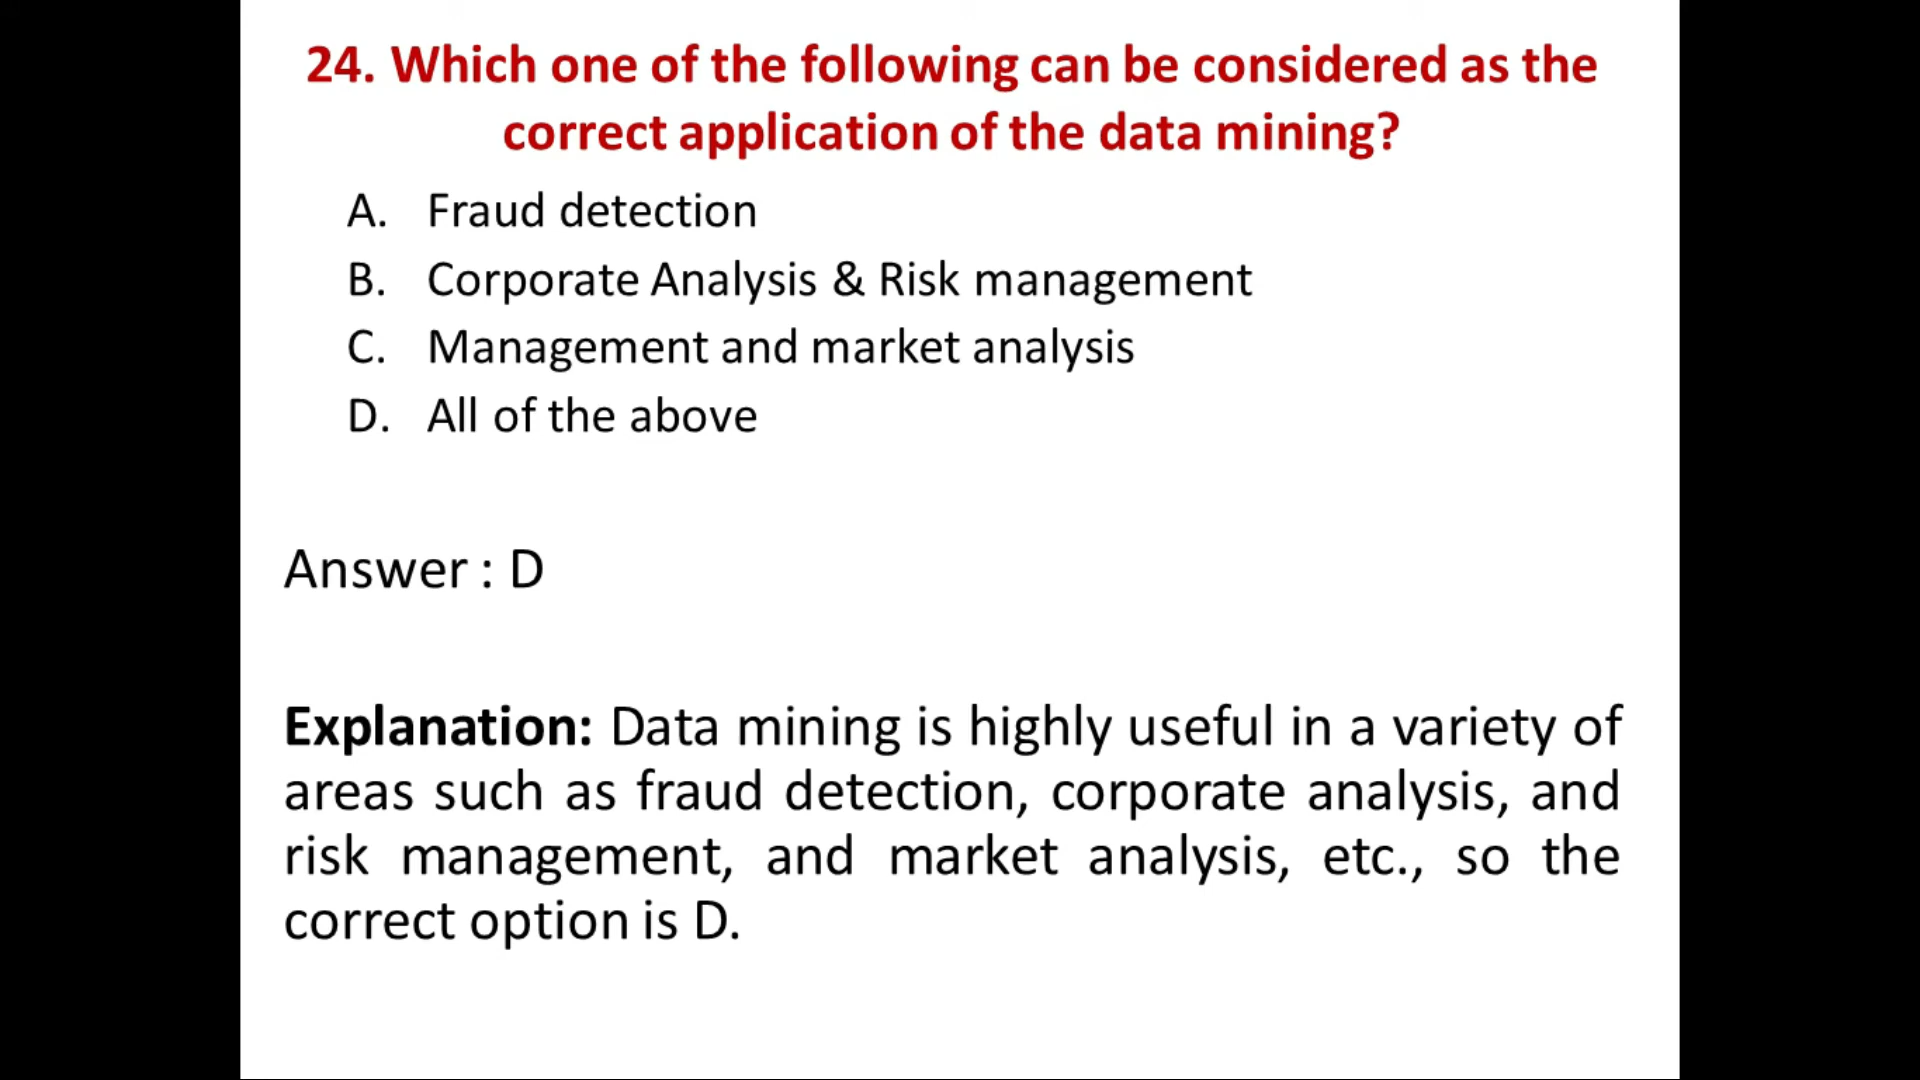 24. Which one of the following can be considered as the
correct application of the data mining?
A. Fraud detection
B. Corporate Analysis & Risk management
C. Management and market analysis
D. All of the above
Answer : D
Explanation: Data mining is highly useful in a variety of
areas such as fraud detection, corporate analysis, and
risk management, and market analysis, etc., so the
correct option is D.